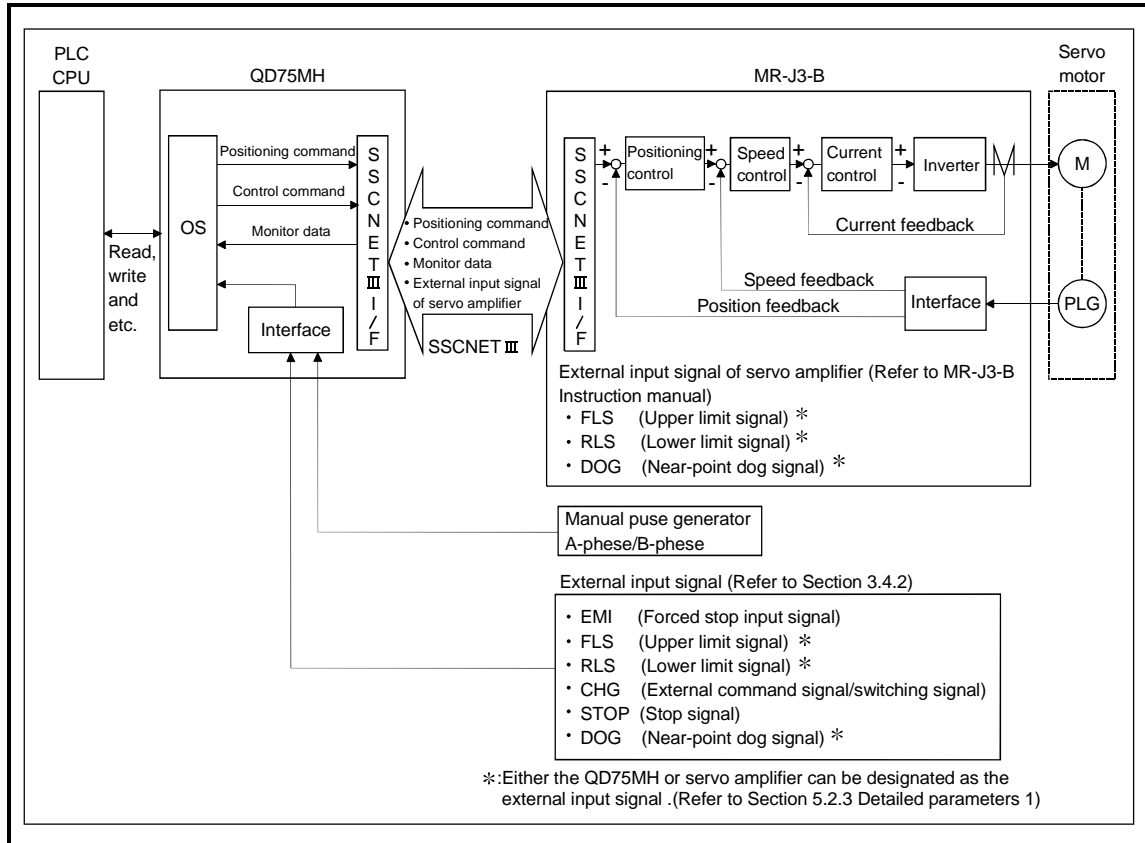 PLC
CPU
QD75MH
MR-J3-B
Servo
motor
OS
Positioning command
Control command
Monitor data
Interface
S
S
C
N
E
T
III
I
/
F
Read,
write
and
etc.
• Positioning command
• Control command
• Monitor data
• External input signal
of servo amplifier
SSCNET III
S
S
C
N
E
T
III
I
/
F
+
-
Positioning
control
+
-
Speed
control
+
-
Current
control
+
-
Inverter
M
Current feedback
Speed feedback
Position feedback
Interface
PLG
External input signal of servo amplifier (Refer to MR-J3-B
Instruction manual)
・ FLS (Upper limit signal) *
・ RLS (Lower limit signal) *
・ DOG (Near-point dog signal) *
Manual puse generator
A-phese/B-phese
External input signal (Refer to Section 3.4.2)
・ EMI (Forced stop input signal)
・ FLS (Upper limit signal) *
・ RLS (Lower limit signal) *
・ CHG (External command signal/switching signal)
・ STOP (Stop signal)
・ DOG (Near-point dog signal) *
*:Either the QD75MH or servo amplifier can be designated as the
external input signal .(Refer to Section 5.2.3 Detailed parameters 1)